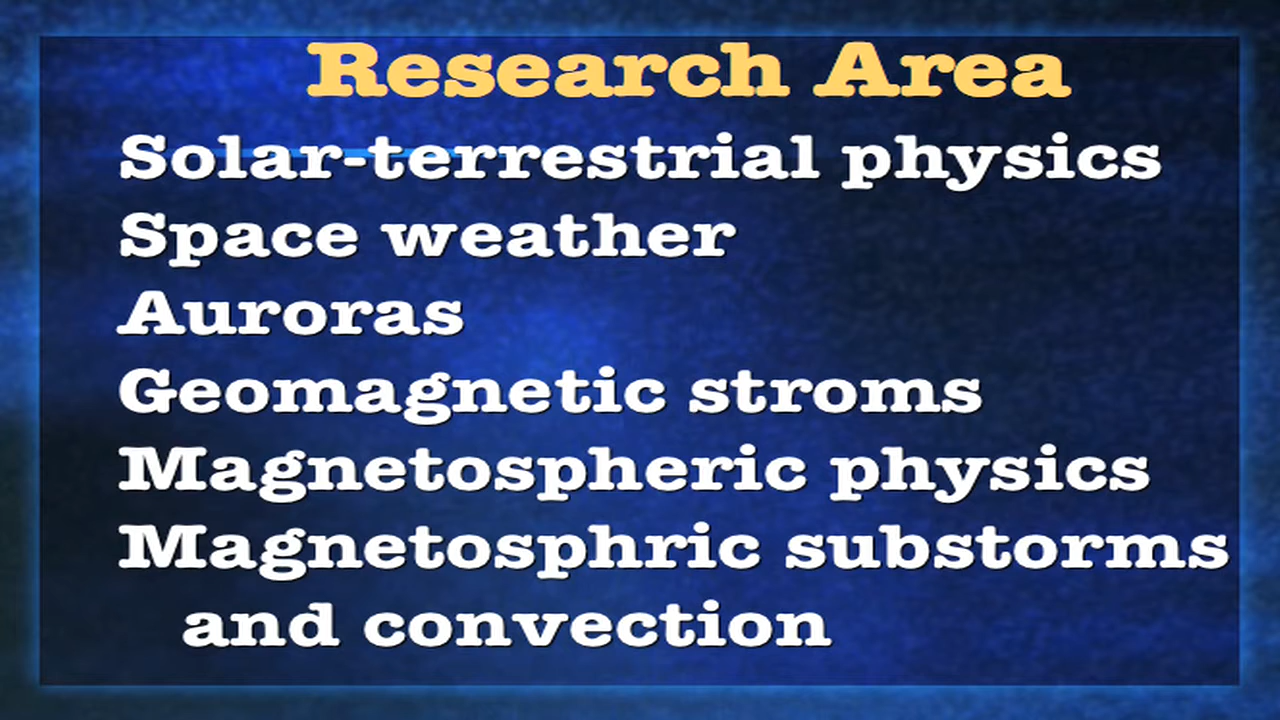 Research Area
Solar-terrestrial physics
Space weather
Auroras
Geomagnetic stroms
Magnetospheric physics
Magnetosphric substorms
and convection